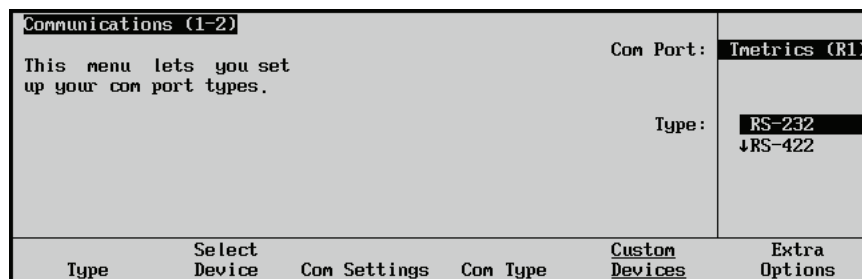 Communications (1-2)
This menu lets you set
up your com port types.
Com Port: Tmetrics (R1)
Type: RS-232
↓RS-422
Type
Select Device
Com Settings
Com Type
Custom Devices
Extra Options